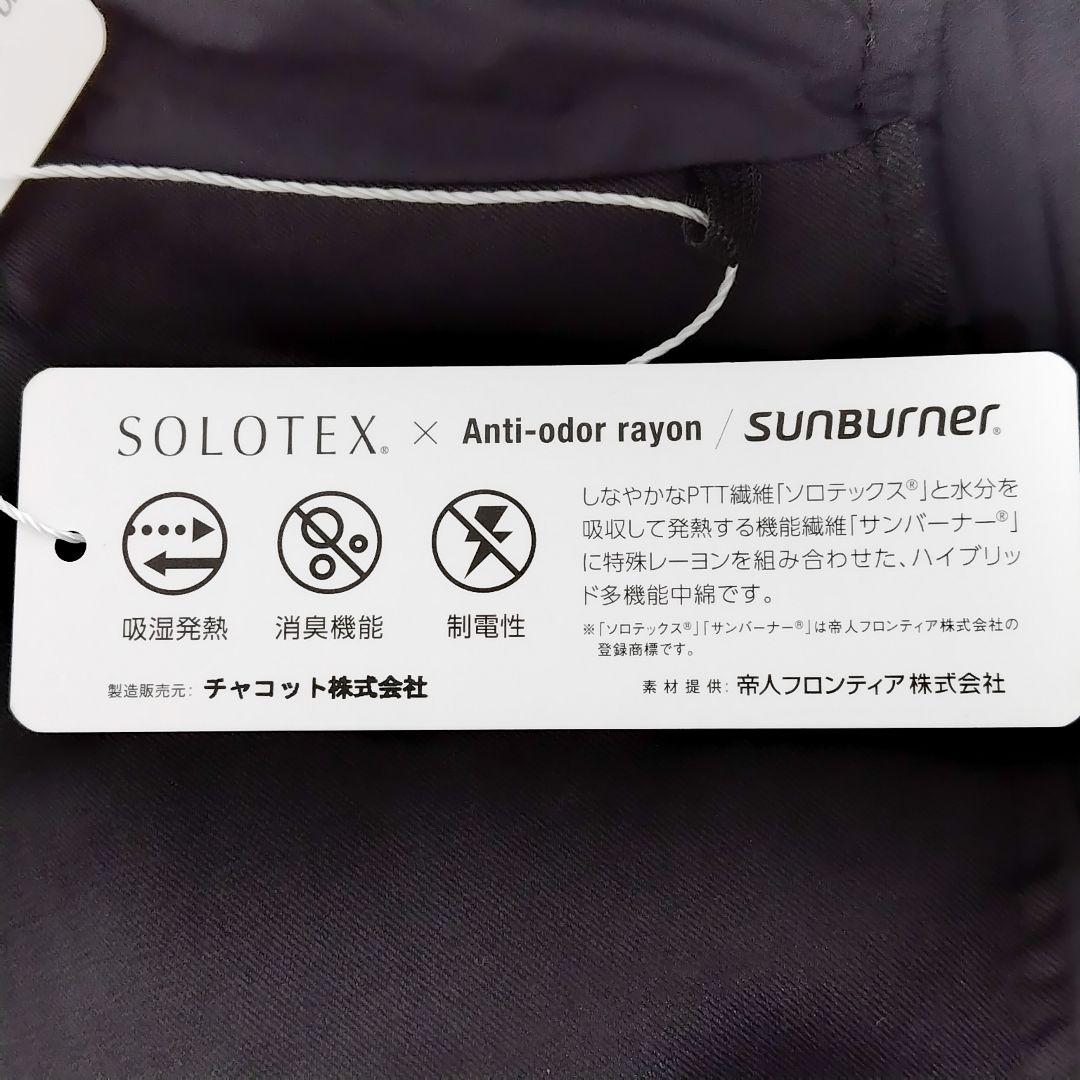 SOLOTEX® × Anti-odor rayon / SUNBURNER®
しなやかなPTT繊維「ソロテックス®」と水分を
吸収して発熱する機能繊維「サンバーナー®」
に特殊レーヨンを組み合わせた、ハイブリッ
ド多機能中綿です。
※「ソロテックス®」「サンバーナー®」は帝人フロンティア株式会社の
登録商標です。
吸湿発熱 消臭機能 制電性
製造販売元: チャコット株式会社 素材提供: 帝人フロンティア株式会社